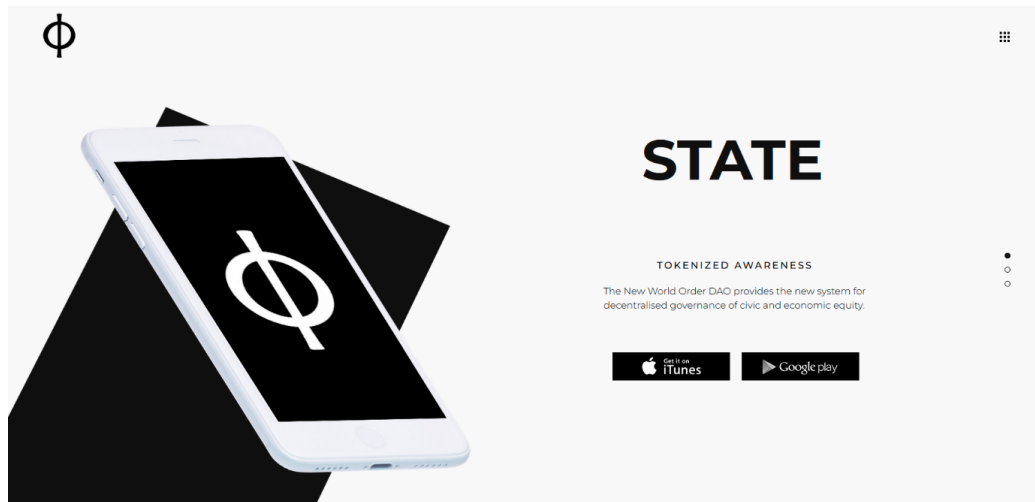 Φ
STATE
Φ
TOKENIZED AWARENESS
The New World Order DAO provides the new system for
decentralised governance of civic and economic equity.
Get it on
iTunes
Google play